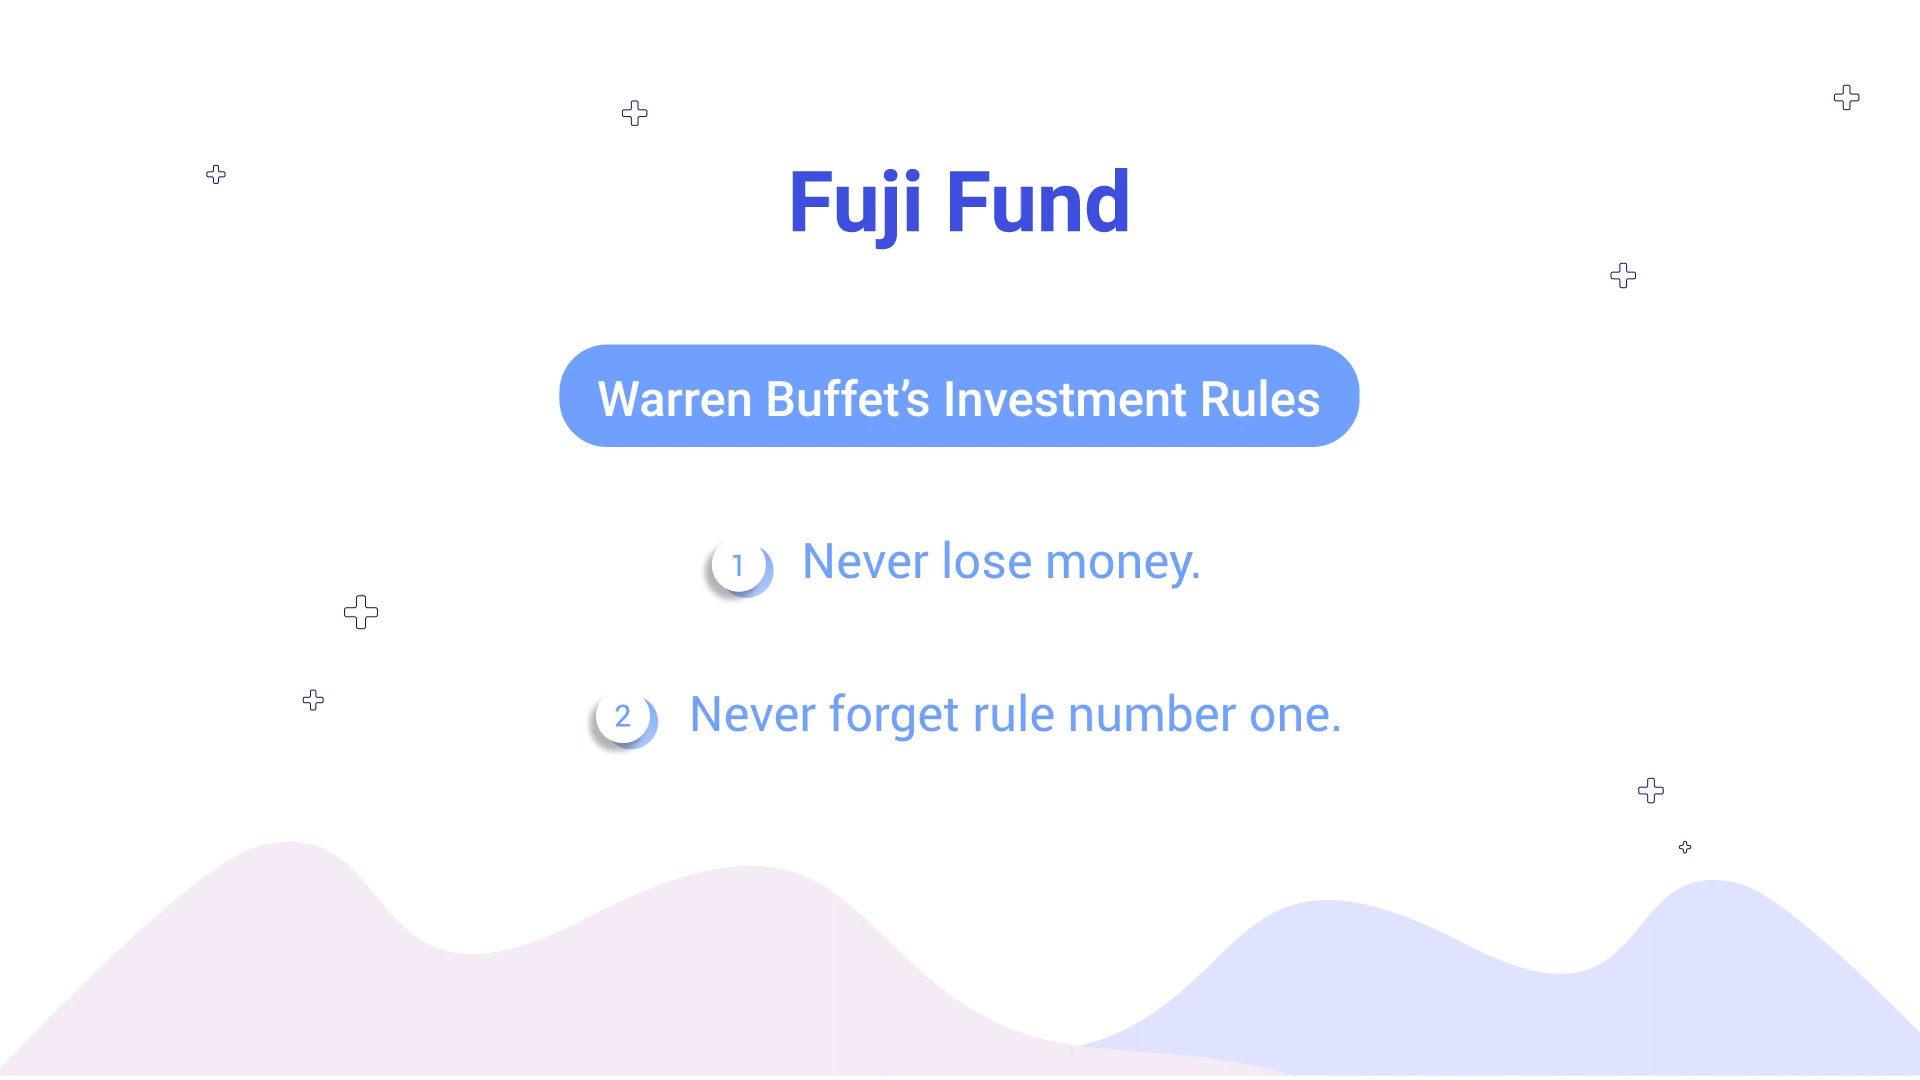 Fuji Fund
Warren Buffet’s Investment Rules
1 Never lose money.
2 Never forget rule number one.